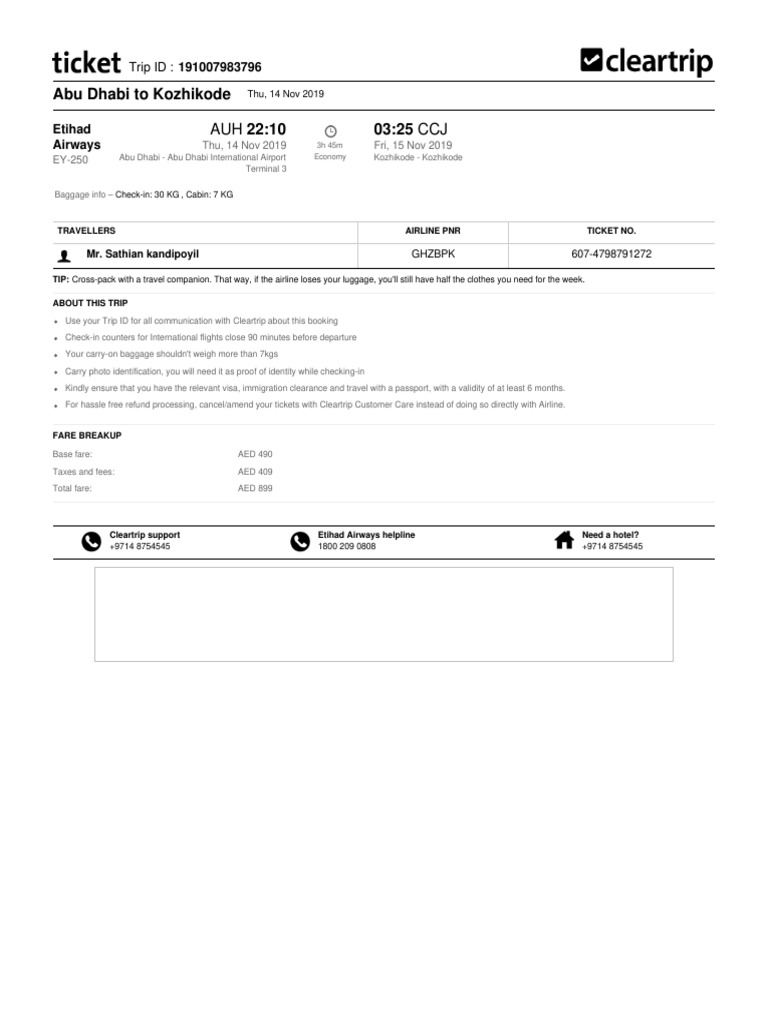 ticket Trip ID : 191007983796
cleartrip
Abu Dhabi to Kozhikode Thu, 14 Nov 2019
Etihad Airways
EY-250
AUH 22:10
Thu, 14 Nov 2019
Abu Dhabi - Abu Dhabi International Airport
Terminal 3
3h 45m
Economy
03:25 CCJ
Fri, 15 Nov 2019
Kozhikode - Kozhikode
Baggage info – Check-in: 30 KG , Cabin: 7 KG
TRAVELLERS AIRLINE PNR TICKET NO.
Mr. Sathian kandipoyil GHZBPK 607-4798791272
TIP: Cross-pack with a travel companion. That way, if the airline loses your luggage, you'll still have half the clothes you need for the week.
ABOUT THIS TRIP
• Use your Trip ID for all communication with Cleartrip about this booking
• Check-in counters for International flights close 90 minutes before departure
• Your carry-on baggage shouldn't weigh more than 7kgs
• Carry photo identification, you will need it as proof of identity while checking-in
• Kindly ensure that you have the relevant visa, immigration clearance and travel with a passport, with a validity of at least 6 months.
• For hassle free refund processing, cancel/amend your tickets with Cleartrip Customer Care instead of doing so directly with Airline.
FARE BREAKUP
Base fare: AED 490
Taxes and fees: AED 409
Total fare: AED 899
Cleartrip support
+9714 8754545
Etihad Airways helpline
1800 209 0808
Need a hotel?
+9714 8754545